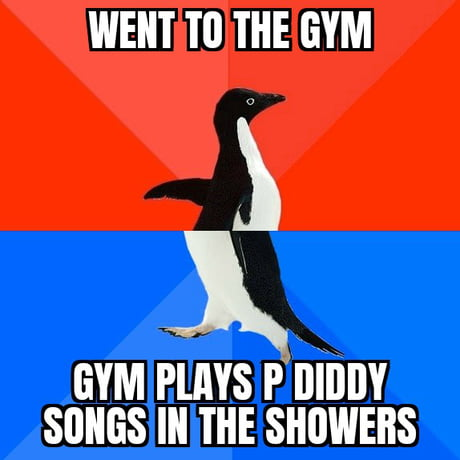 WENT TO THE GYM
GYM PLAYS P DIDDY
SONGS IN THE SHOWERS